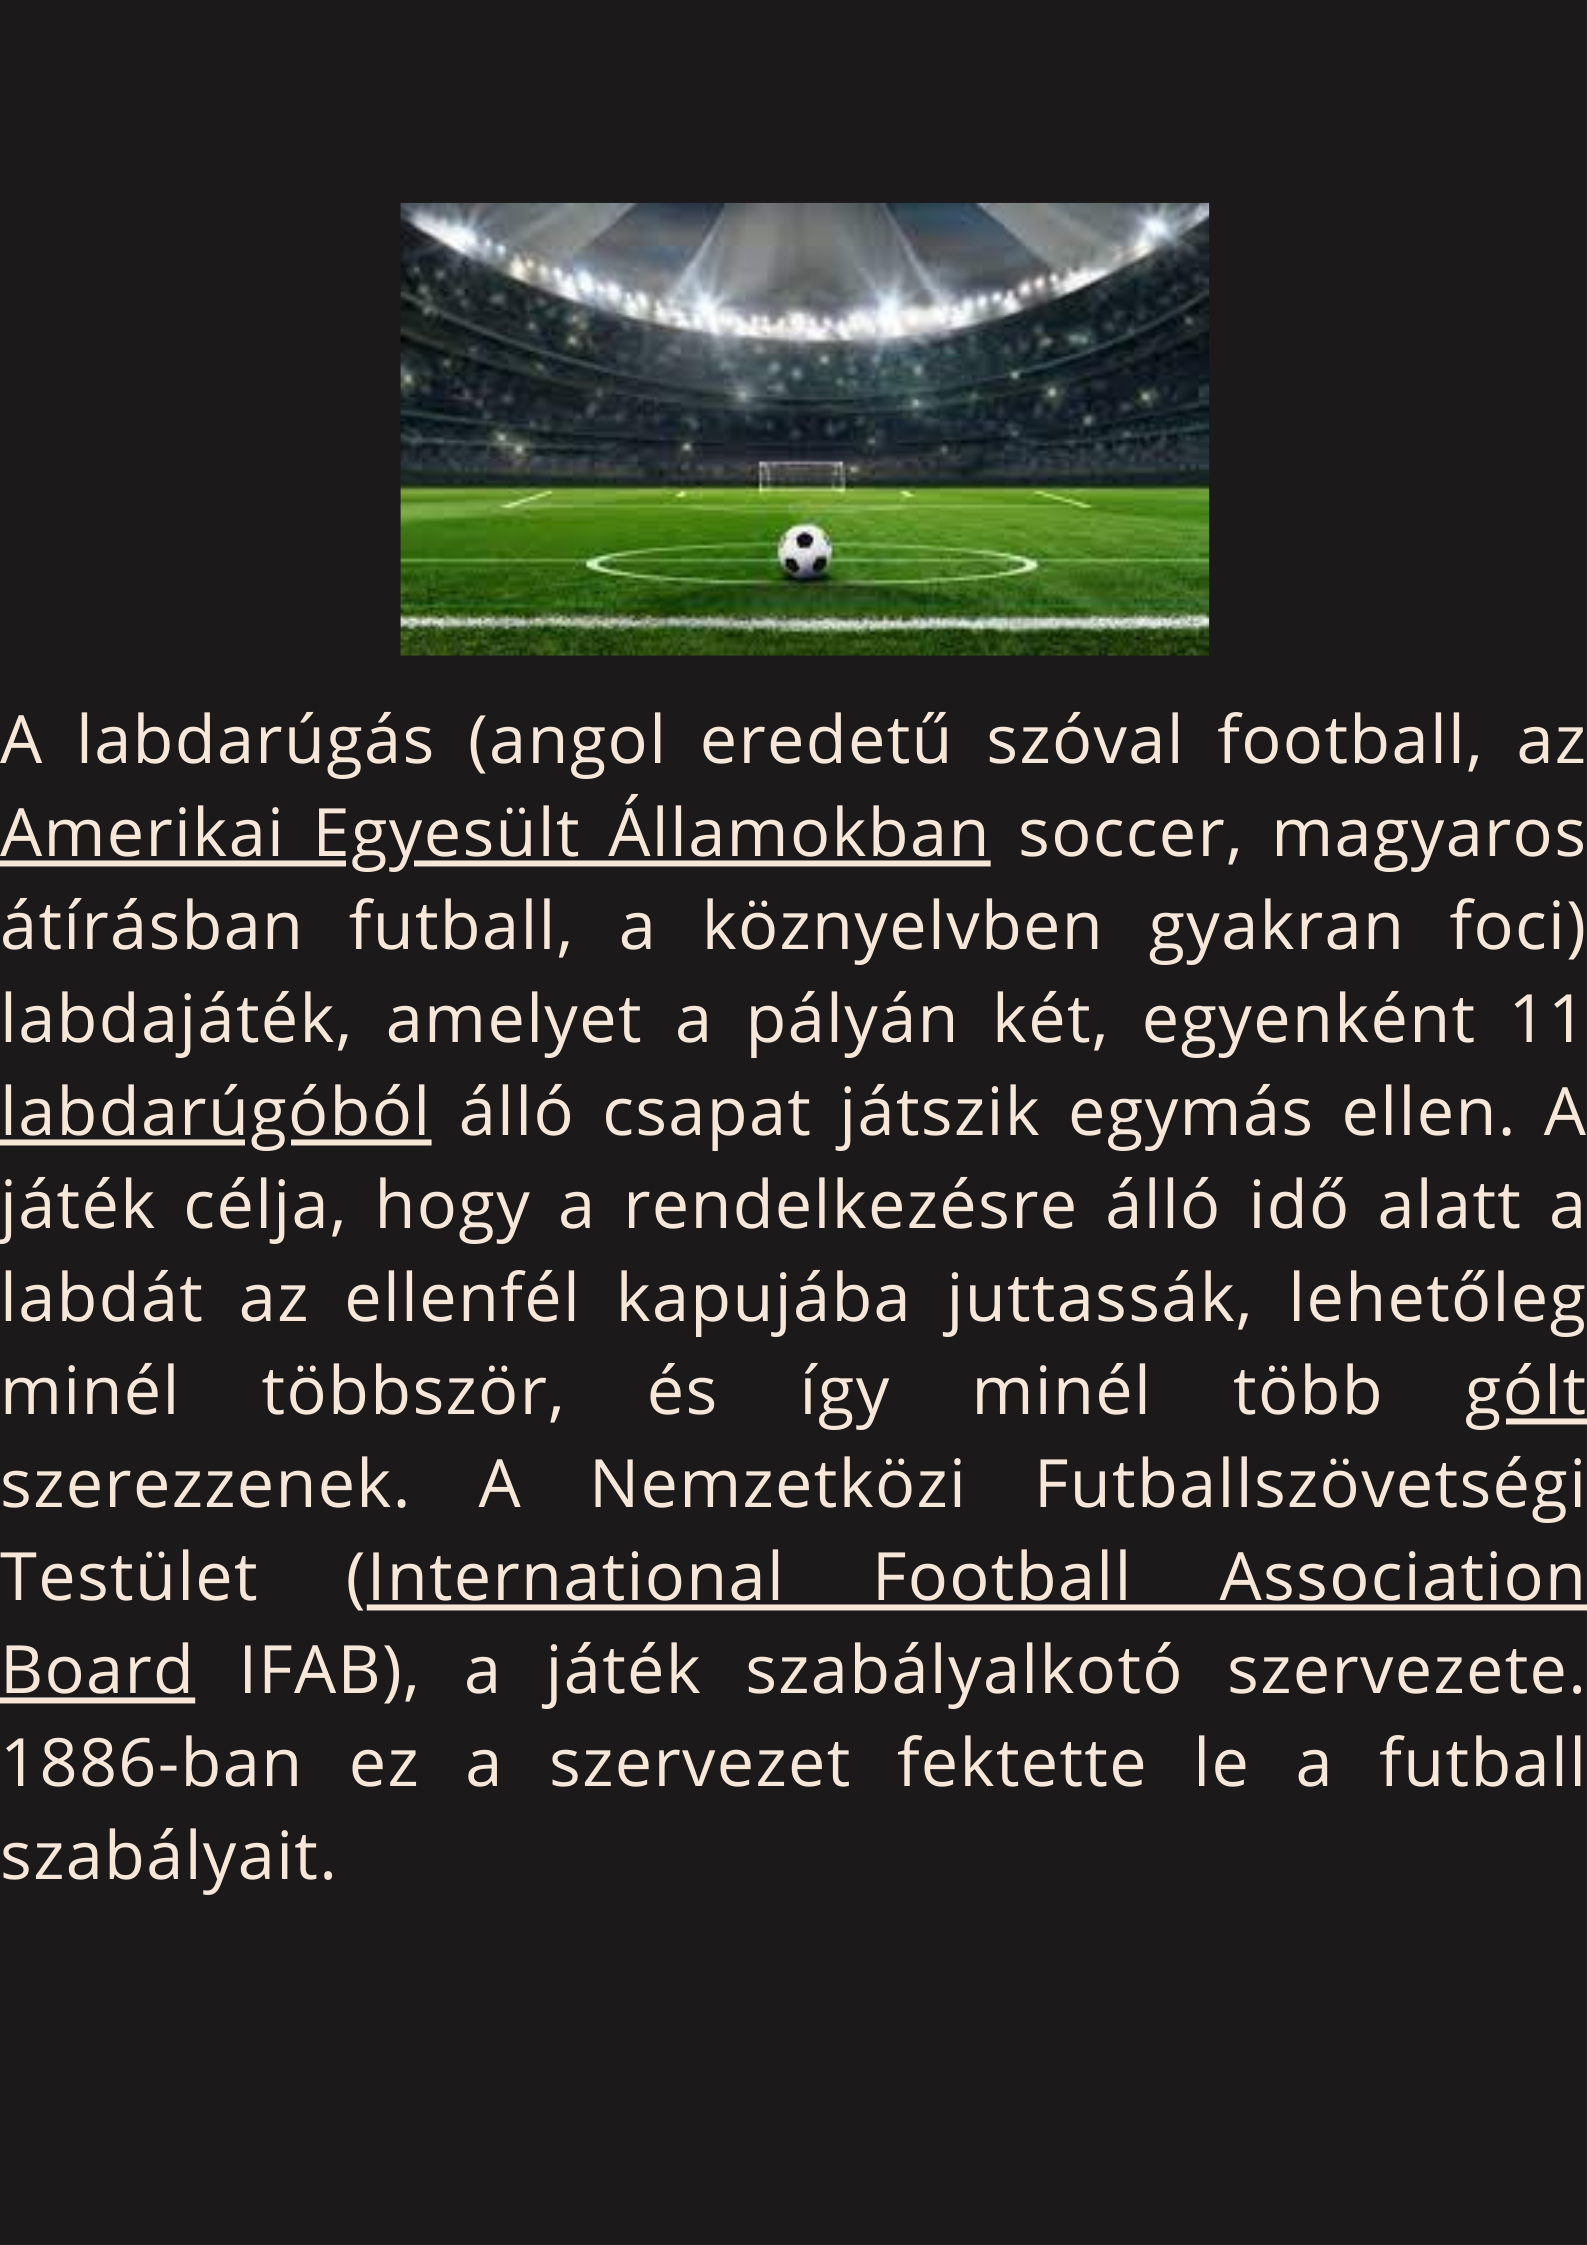 A labdarúgás (angol eredetű szóval football, az
Amerikai Egyesült Államokban soccer, magyaros
átírásban futball, a köznyelvben gyakran foci)
labdajáték, amelyet a pályán két, egyenként 11
labdarúgóból álló csapat játszik egymás ellen. A
játék célja, hogy a rendelkezésre álló idő alatt a
labdát az ellenfél kapujába juttassák, lehetőleg
minél többször, és így minél több gólt
szerezzenek. A Nemzetközi Futballszövetségi
Testület (International Football Association
Board IFAB), a játék szabályalkotó szervezete.
1886-ban ez a szervezet fektette le a futball
szabályait.